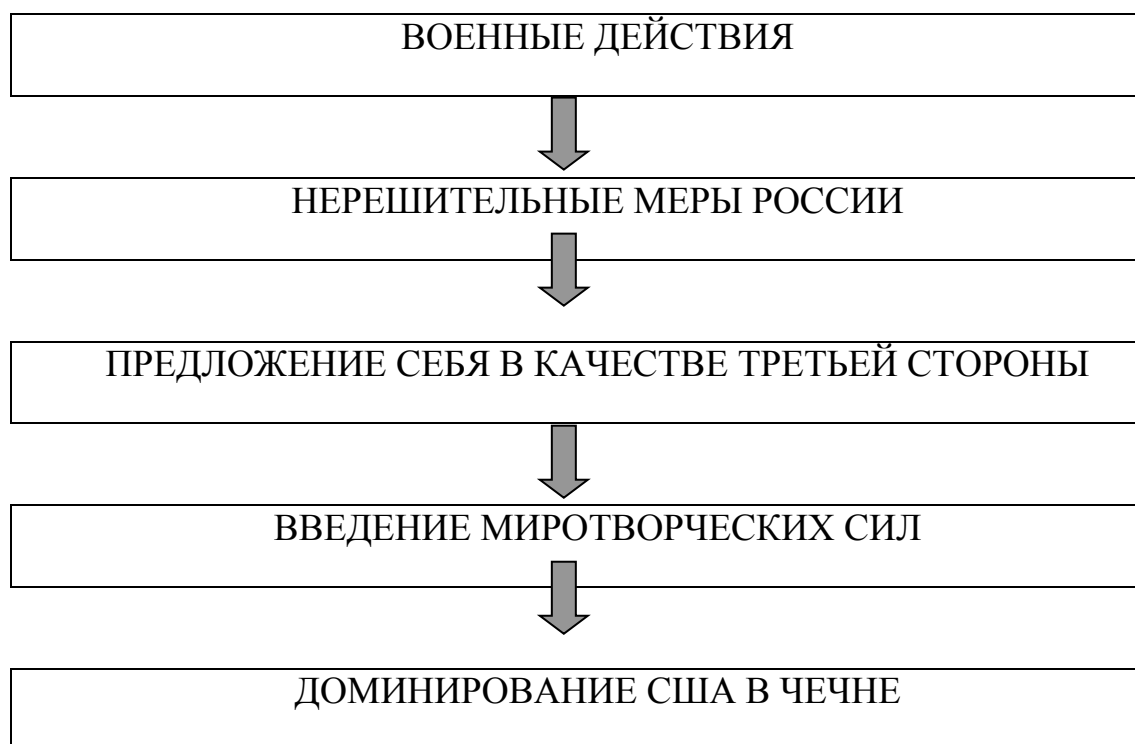 ВОЕННЫЕ ДЕЙСТВИЯ
НЕРЕШИТЕЛЬНЫЕ МЕРЫ РОССИИ
ПРЕДЛОЖЕНИЕ СЕБЯ В КАЧЕСТВЕ ТРЕТЬЕЙ СТОРОНЫ
ВВЕДЕНИЕ МИРОТВОРЧЕСКИХ СИЛ
ДОМИНИРОВАНИЕ США В ЧЕЧНЕ